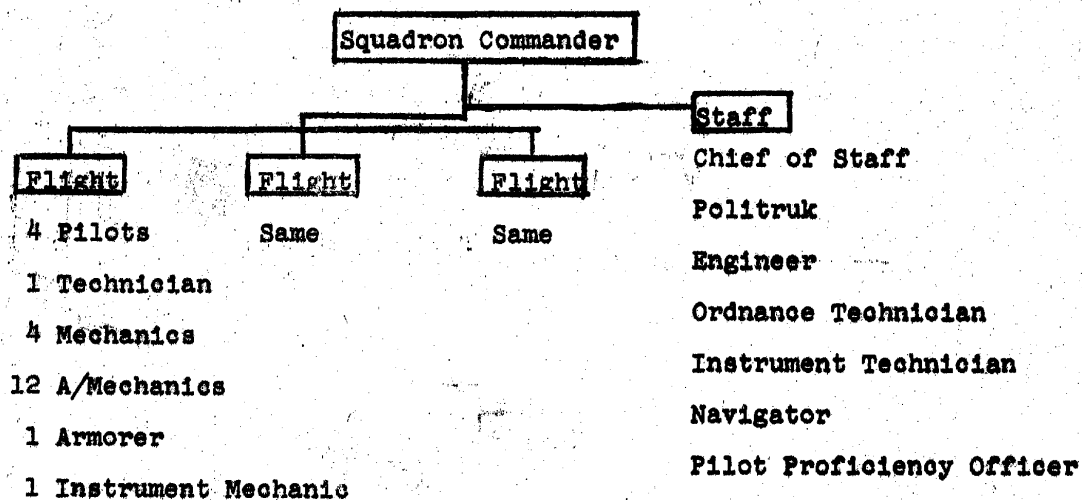 Squadron Commander
Staff
Chief of Staff
Politruk
Engineer
Ordnance Technician
Instrument Technician
Navigator
Pilot Proficiency Officer
Flight
4 Pilots
1 Technician
4 Mechanics
12 A/Mechanics
1 Armorer
1 Instrument Mechanic
Flight
Same
Flight
Same